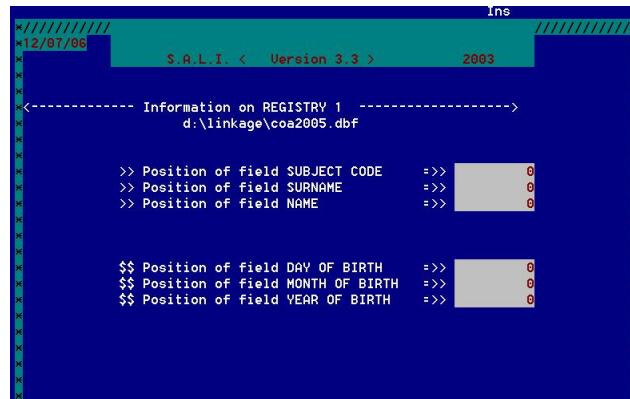 Ins
*/////////// ////////////
*12/07/06
* S.A.L.I. < Version 3.3 > 2003
*
*
*<------------- Information on REGISTRY 1 ------------------->
* d:\linkage\coa2005.dbf
*
*
* >> Position of field SUBJECT CODE =>> 0
* >> Position of field SURNAME =>> 0
* >> Position of field NAME =>> 0
*
*
*
* $$ Position of field DAY OF BIRTH =>> 0
* $$ Position of field MONTH OF BIRTH =>> 0
* $$ Position of field YEAR OF BIRTH =>> 0
*
*
*
*
*
*